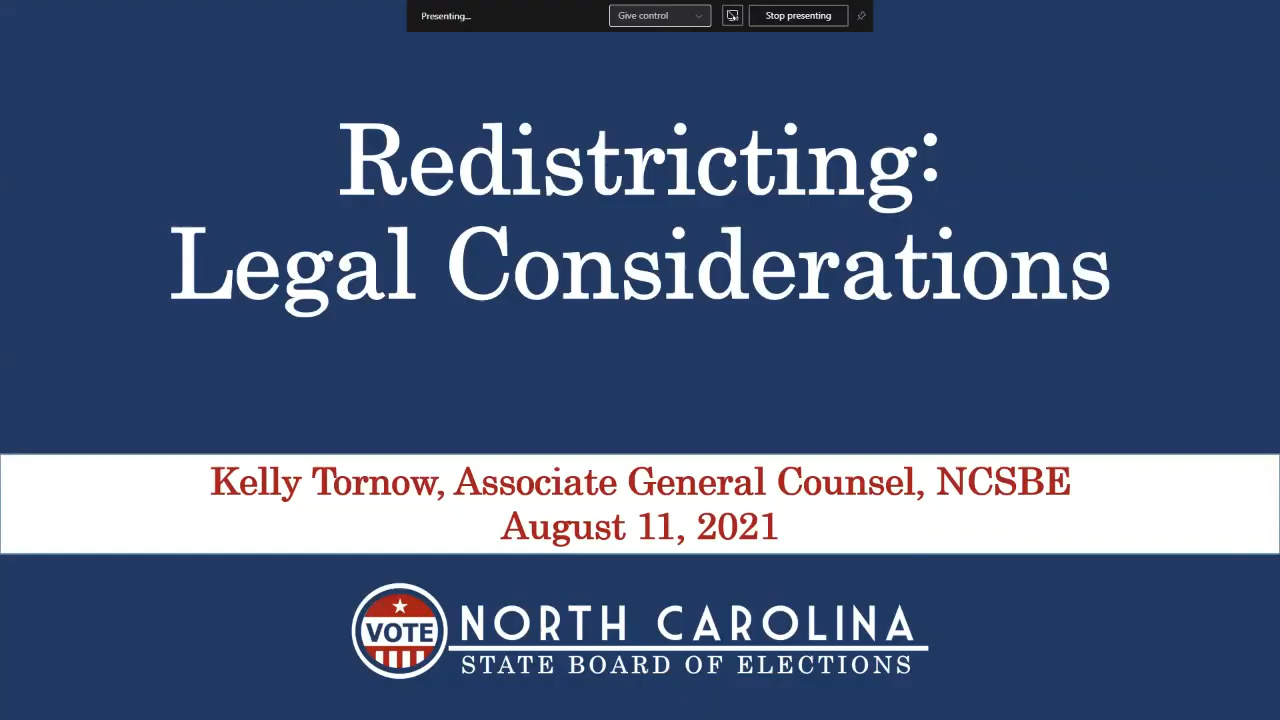 Presenting...
Give control
Stop presenting
Redistricting:
Legal Considerations
Kelly Tornow, Associate General Counsel, NCSBE
August 11, 2021
VOTE
NORTH CAROLINA
STATE BOARD OF ELECTIONS